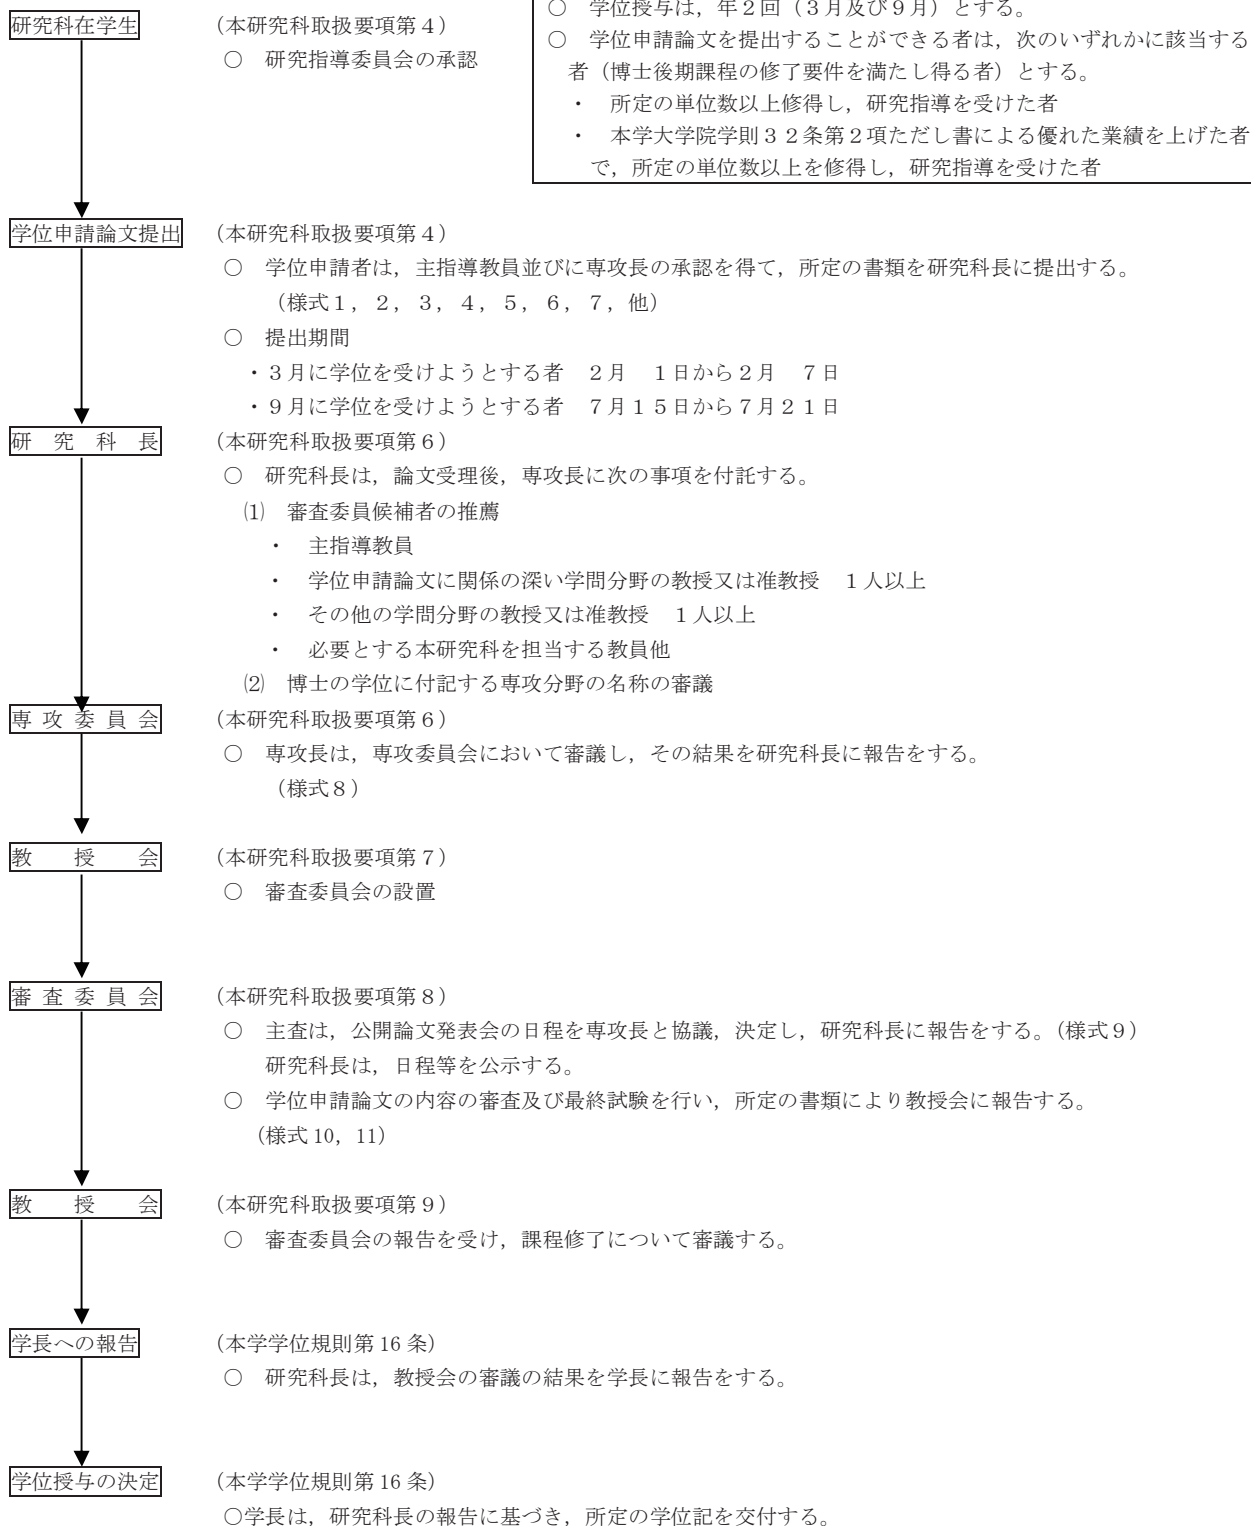 ○　学位授与は，年２回（３月及び９月）とする。
○　学位申請論文を提出することができる者は，次のいずれかに該当する
者（博士後期課程の修了要件を満たし得る者）とする。
・　所定の単位数以上修得し，研究指導を受けた者
・　本学大学院学則３２条第２項ただし書による優れた業績を上げた者
で，所定の単位数以上を修得し，研究指導を受けた者
研究科在学生　（本研究科取扱要項第４）
○　研究指導委員会の承認
学位申請論文提出　（本研究科取扱要項第４）
○　学位申請者は，主指導教員並びに専攻長の承認を得て，所定の書類を研究科長に提出する。
（様式１，２，３，４，５，６，７，他）
○　提出期間
・３月に学位を受けようとする者　２月　１日から２月　７日
・９月に学位を受けようとする者　７月１５日から７月２１日
研　究　科　長　（本研究科取扱要項第６）
○　研究科長は，論文受理後，専攻長に次の事項を付託する。
⑴　審査委員候補者の推薦
・　主指導教員
・　学位申請論文に関係の深い学問分野の教授又は准教授　１人以上
・　その他の学問分野の教授又は准教授　１人以上
・　必要とする本研究科を担当する教員他
⑵　博士の学位に付記する専攻分野の名称の審議
専 攻 委 員 会　（本研究科取扱要項第６）
○　専攻長は，専攻委員会において審議し，その結果を研究科長に報告をする。
（様式８）
教　　授　　会　（本研究科取扱要項第７）
○　審査委員会の設置
審 査 委 員 会　（本研究科取扱要項第８）
○　主査は，公開論文発表会の日程を専攻長と協議，決定し，研究科長に報告をする。（様式９）
研究科長は，日程等を公示する。
○　学位申請論文の内容の審査及び最終試験を行い，所定の書類により教授会に報告する。
（様式 10，11）
教　　授　　会　（本研究科取扱要項第９）
○　審査委員会の報告を受け，課程修了について審議する。
学長への報告　（本学学位規則第 16 条）
○　研究科長は，教授会の審議の結果を学長に報告をする。
学位授与の決定　（本学学位規則第 16 条）
○学長は，研究科長の報告に基づき，所定の学位記を交付する。